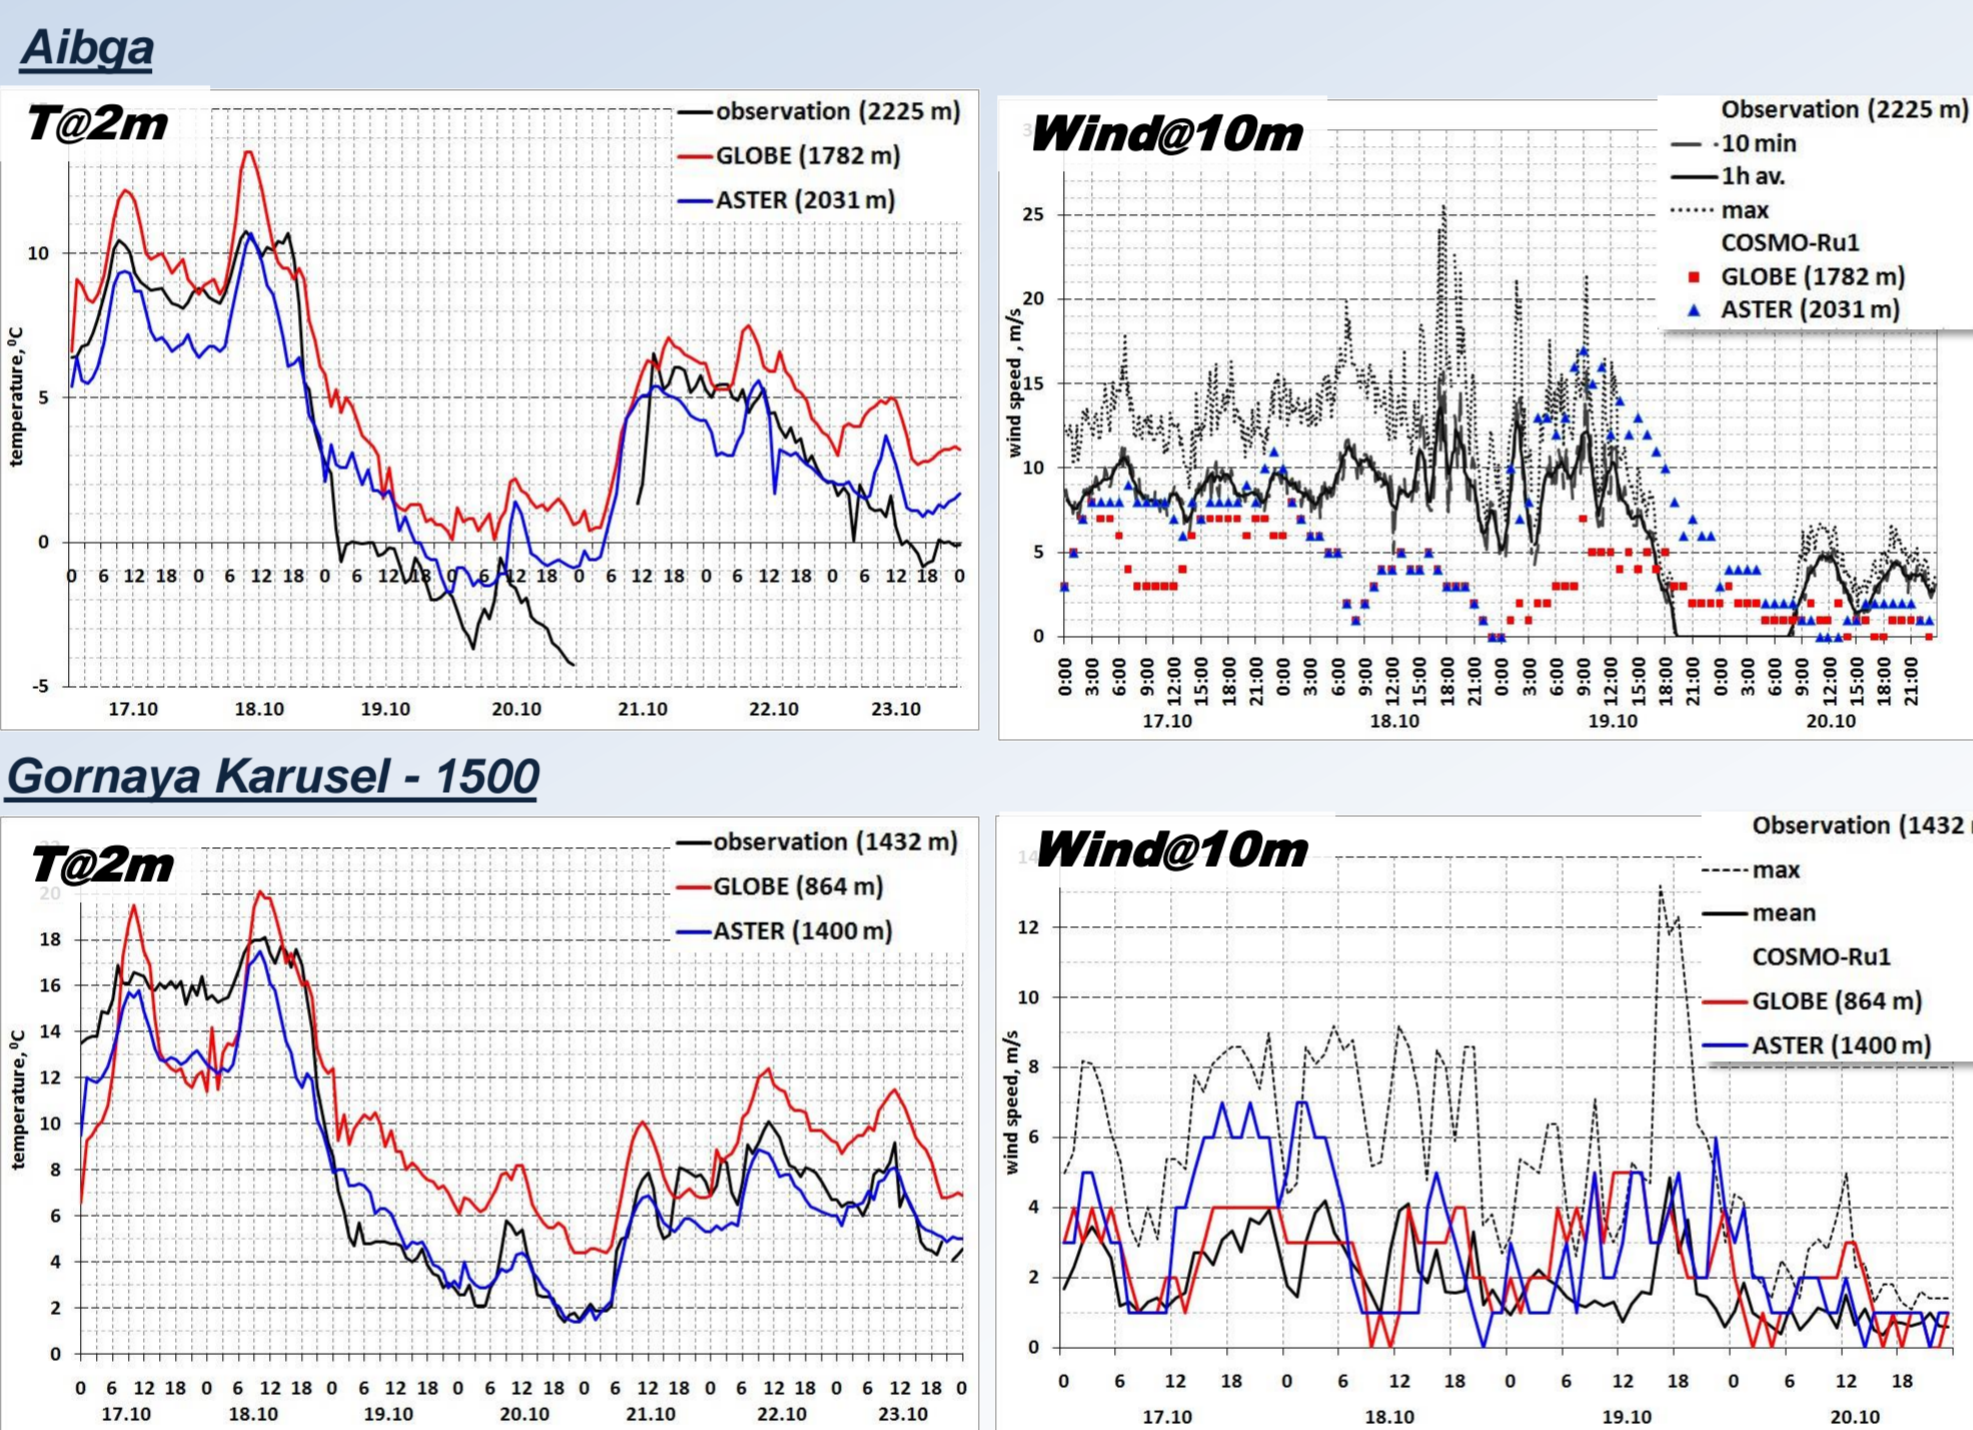 Aibga
T@2m
observation (2225 m)
GLOBE (1782 m)
ASTER (2031 m)
temperature, ⁰C
10
5
0
-5
0 6 12 18 0 6 12 18 0 6 12 18 0 6 12 18 0 6 12 18 0 6 12 18 0 6 12 18 0
17.10 18.10 19.10 20.10 21.10 22.10 23.10
Wind@10m
Observation (2225 m)
10 min
1h av.
max
COSMO-Ru1
GLOBE (1782 m)
ASTER (2031 m)
wind speed , m/s
25
20
15
10
5
0
0:00 3:00 6:00 9:00 12:00 15:00 18:00 21:00 0:00 3:00 6:00 9:00 12:00 15:00 18:00 21:00 0:00 3:00 6:00 9:00 12:00 15:00 18:00 21:00 0:00 3:00 6:00 9:00 12:00 15:00 18:00 21:00
17.10 18.10 19.10 20.10
Gornaya Karusel - 1500
T@2m
observation (1432 m)
GLOBE (864 m)
ASTER (1400 m)
temperature, ⁰C
20
18
16
14
12
10
8
6
4
2
0
0 6 12 18 0 6 12 18 0 6 12 18 0 6 12 18 0 6 12 18 0 6 12 18 0 6 12 18 0
17.10 18.10 19.10 20.10 21.10 22.10 23.10
Wind@10m
Observation (1432
max
mean
COSMO-Ru1
GLOBE (864 m)
ASTER (1400 m)
wind speed, m/s
14
12
10
8
6
4
2
0
0 6 12 18 0 6 12 18 0 6 12 18 0 6 12 18
17.10 18.10 19.10 20.10